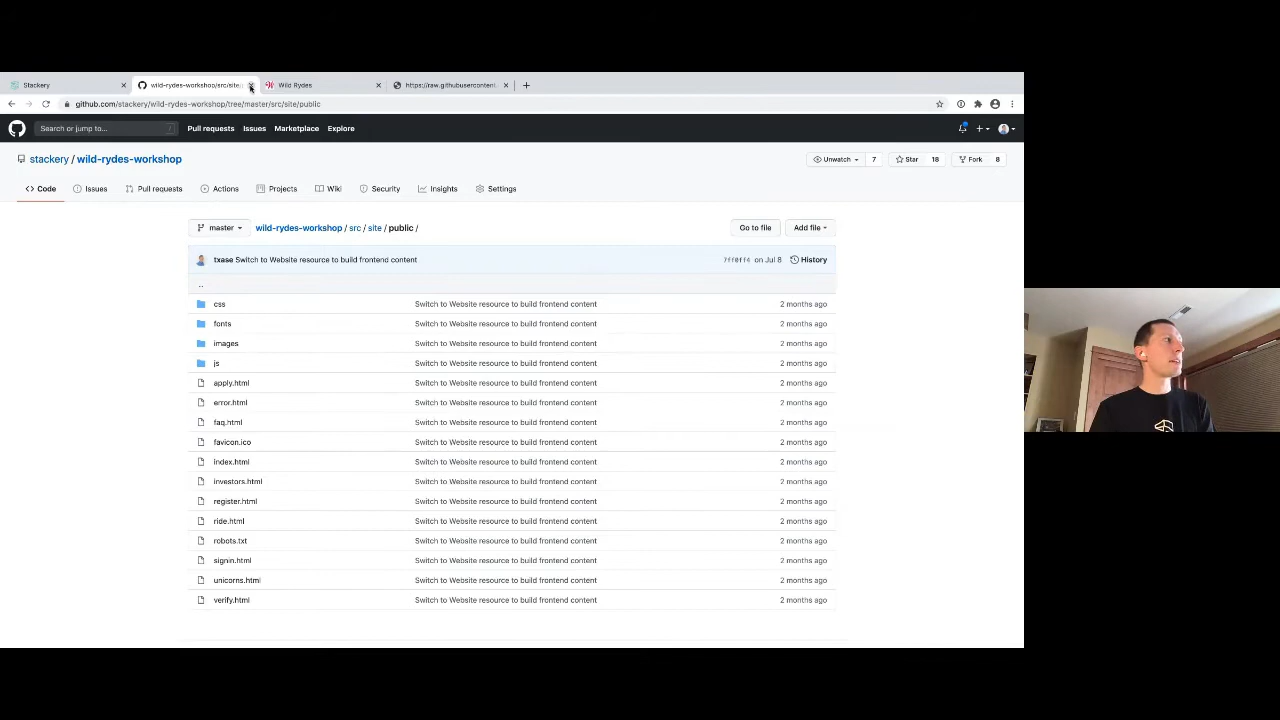 Stackery
wild-rydes-workshop/src/site/
Wild Rydes
https://raw.githubusercontent.
github.com/stackery/wild-rydes-workshop/tree/master/src/site/public
Search or jump to... /
Pull requests Issues Marketplace Explore
stackery / wild-rydes-workshop
Unwatch 7 Star 18 Fork 8
Code Issues Pull requests Actions Projects Wiki Security Insights Settings
master wild-rydes-workshop / src / site / public / Go to file Add file
txase Switch to Website resource to build frontend content 7ff0ff4 on Jul 8 History
..
css Switch to Website resource to build frontend content 2 months ago
fonts Switch to Website resource to build frontend content 2 months ago
images Switch to Website resource to build frontend content 2 months ago
js Switch to Website resource to build frontend content 2 months ago
apply.html Switch to Website resource to build frontend content 2 months ago
error.html Switch to Website resource to build frontend content 2 months ago
faq.html Switch to Website resource to build frontend content 2 months ago
favicon.ico Switch to Website resource to build frontend content 2 months ago
index.html Switch to Website resource to build frontend content 2 months ago
investors.html Switch to Website resource to build frontend content 2 months ago
register.html Switch to Website resource to build frontend content 2 months ago
ride.html Switch to Website resource to build frontend content 2 months ago
robots.txt Switch to Website resource to build frontend content 2 months ago
signin.html Switch to Website resource to build frontend content 2 months ago
unicorns.html Switch to Website resource to build frontend content 2 months ago
verify.html Switch to Website resource to build frontend content 2 months ago